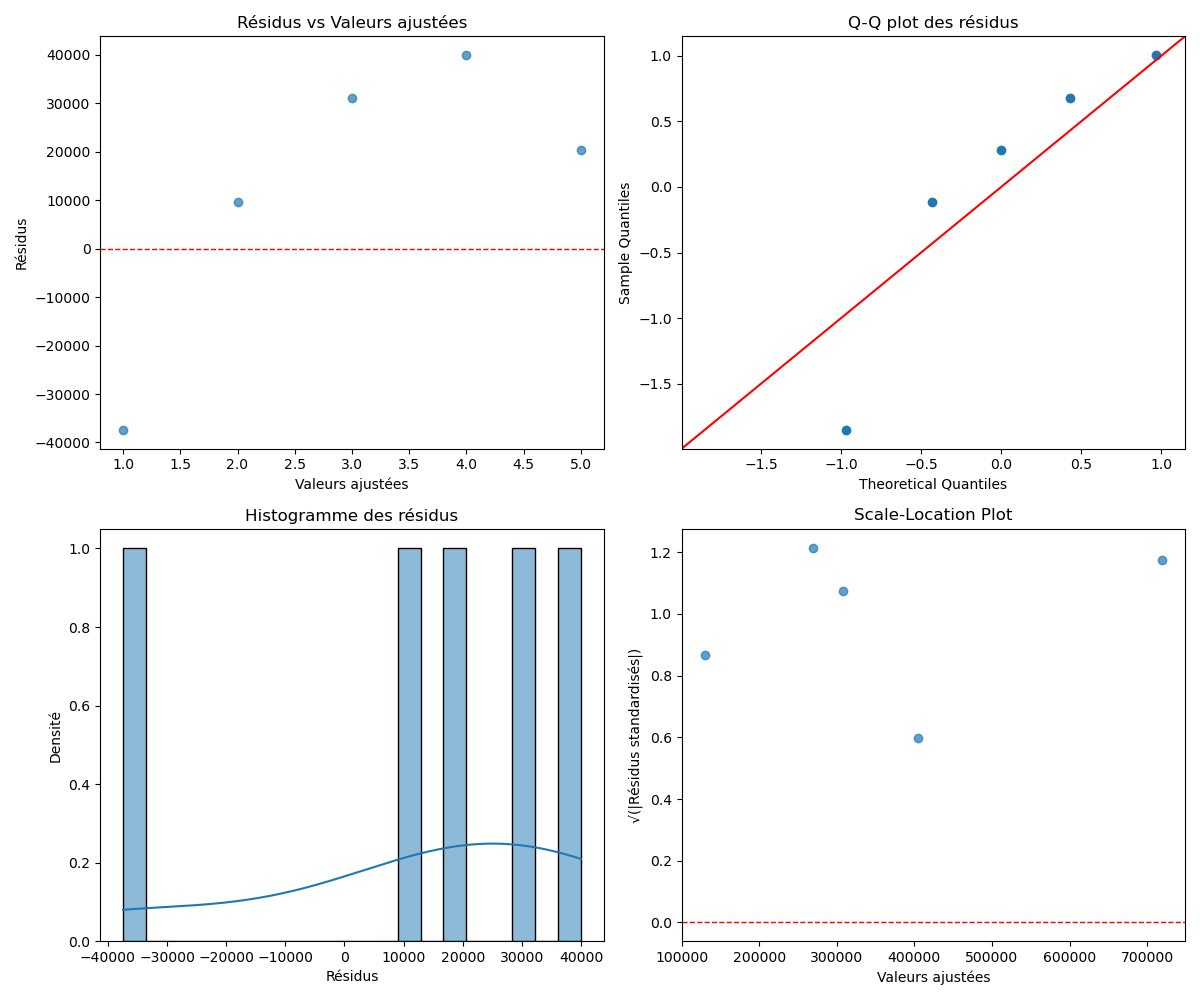 Résidus vs Valeurs ajustées
40000
30000
20000
10000
0
−10000
−20000
−30000
−40000
Résidus
1.0 1.5 2.0 2.5 3.0 3.5 4.0 4.5 5.0
Valeurs ajustées
Q-Q plot des résidus
1.0
0.5
0.0
−0.5
−1.0
−1.5
Sample Quantiles
−1.5 −1.0 −0.5 0.0 0.5 1.0
Theoretical Quantiles
Histogramme des résidus
1.0
0.8
0.6
0.4
0.2
0.0
Densité
−40000 −30000 −20000 −10000 0 10000 20000 30000 40000
Résidus
Scale-Location Plot
1.2
1.0
0.8
0.6
0.4
0.2
0.0
√(|Résidus standardisés|)
100000 200000 300000 400000 500000 600000 700000
Valeurs ajustées